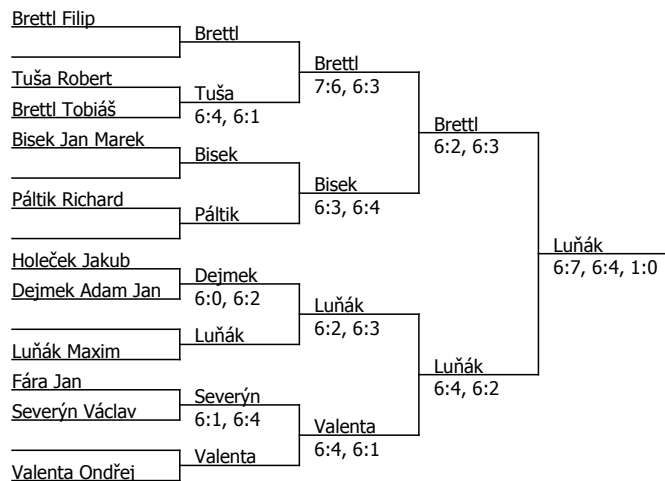 Brettl Filip
Tuša Robert
Brettl Tobiáš
Bisek Jan Marek
Páltik Richard
Holeček Jakub
Dejmek Adam Jan
Luňák Maxim
Fára Jan
Severýn Václav
Valenta Ondřej
Brettl
Tuša
6:4, 6:1
Bisek
Páltik
Dejmek
6:0, 6:2
Luňák
Severýn
6:1, 6:4
Valenta
Brettl
7:6, 6:3
Bisek
6:3, 6:4
Luňák
6:2, 6:3
Valenta
6:4, 6:1
Brettl
6:2, 6:3
Luňák
6:4, 6:2
Luňák
6:7, 6:4, 1:0